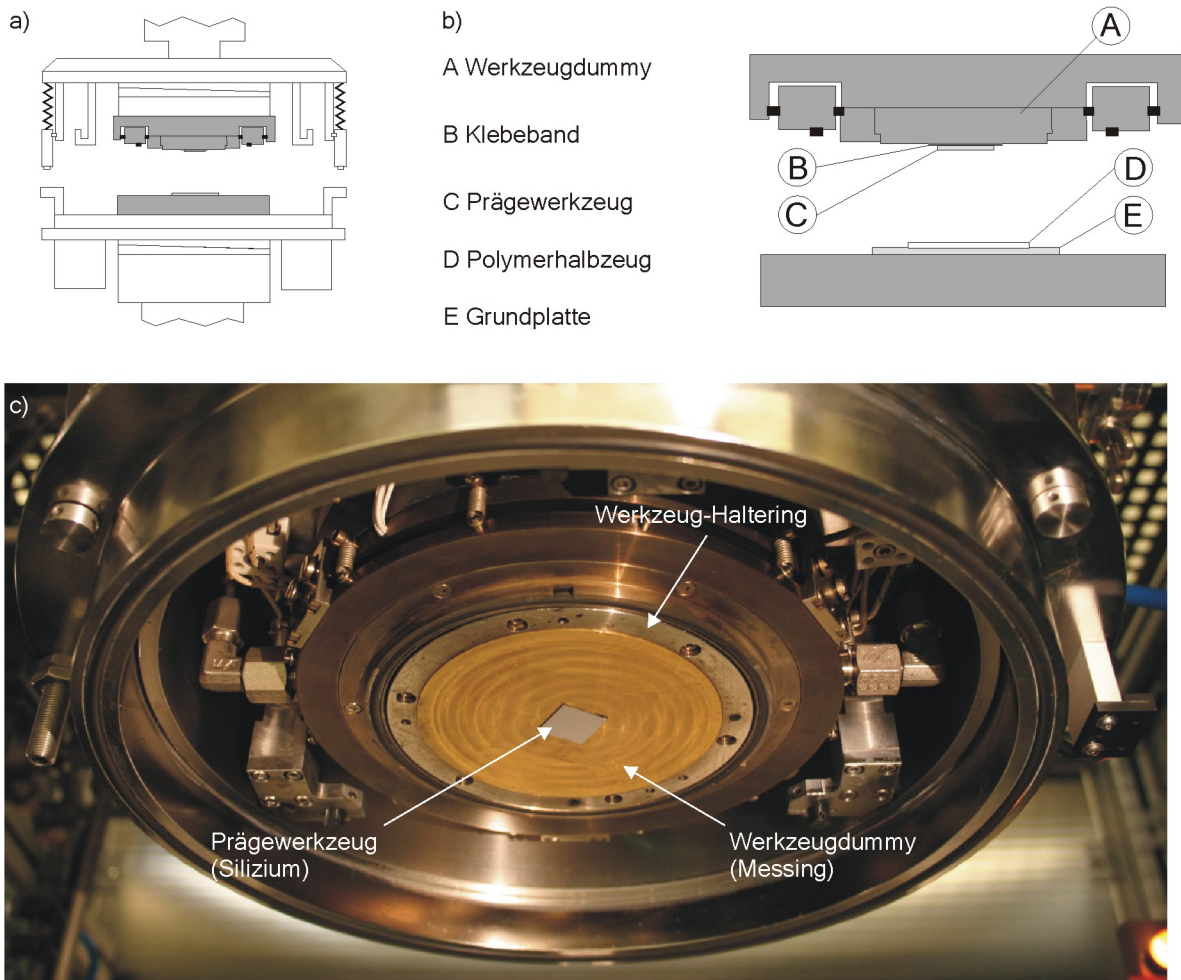 a)
b)
A Werkzeugdummy
B Klebeband
C Prägewerkzeug
D Polymerhalbzeug
E Grundplatte
A
B
C
D
E
c)
Werkzeug-Haltering
Prägewerkzeug
(Silizium)
Werkzeugdummy
(Messing)